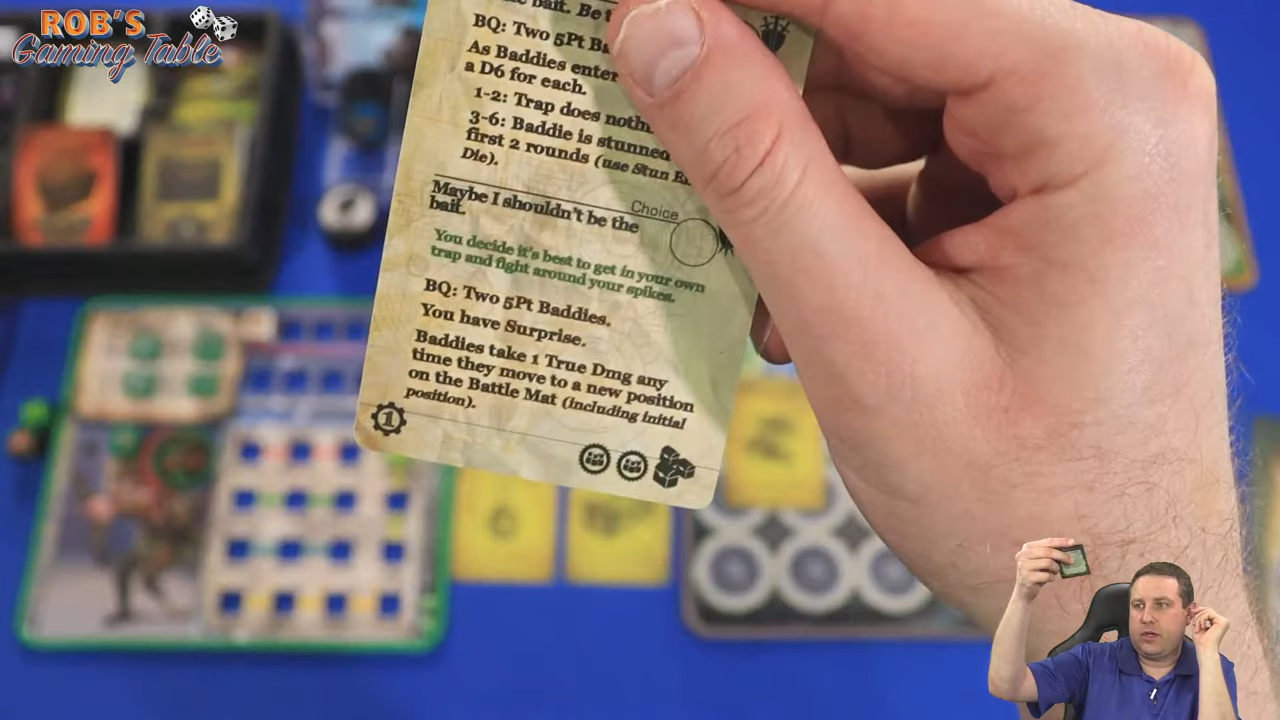 ROB'S
Gaming Table
bait. Be
BQ: Two 5Pt
As Baddies enter
a D6 for each.
1-2: Trap does
3-6: Baddie is stunned
first 2 rounds (use Stun
Die).
Choice
Maybe I shouldn't be the
bait.
You decide it's best to get in your own
trap and fight around your spikes.
BQ: Two 5Pt Baddies.
You have Surprise.
Baddies take 1 True Dmg any
time they move to a new position
on the Battle Mat (including initial
position).
1